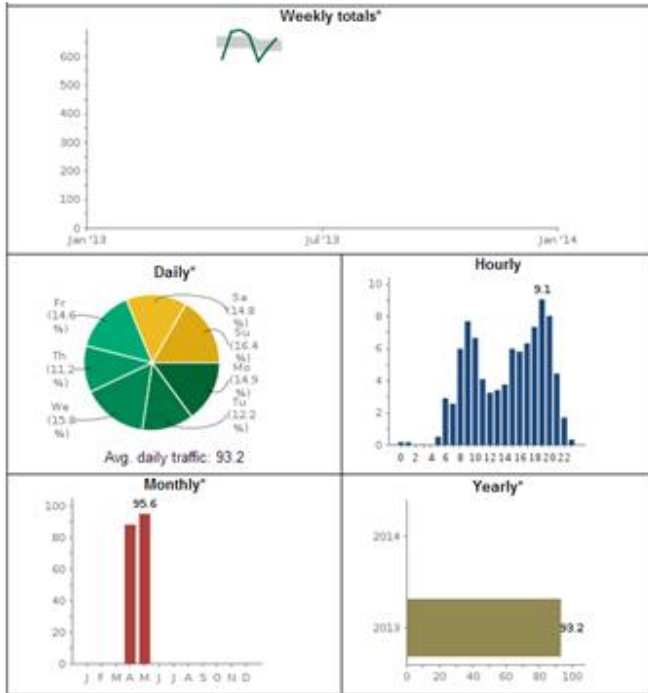 Weekly totals*
600
500
400
300
200
100
0
Jan '13 Jul '13 Jan '14
Daily*
Fr
(14.6
%)
Th
(11.2
%)
We
(15.8
%)
Sa
(14.8
%)
Su
(16.4
%)
Mo
(14.9
%)
Tu
(12.2
%)
Avg. daily traffic: 93.2
Hourly
9.1
10
8
6
4
2
0
0 2 4 6 8 10 12 14 16 18 19 20 22
Monthly*
95.6
100
80
60
40
20
0
J F M A M J J A S O N D
Yearly*
2014
2013
93.2
0 20 40 60 80 100